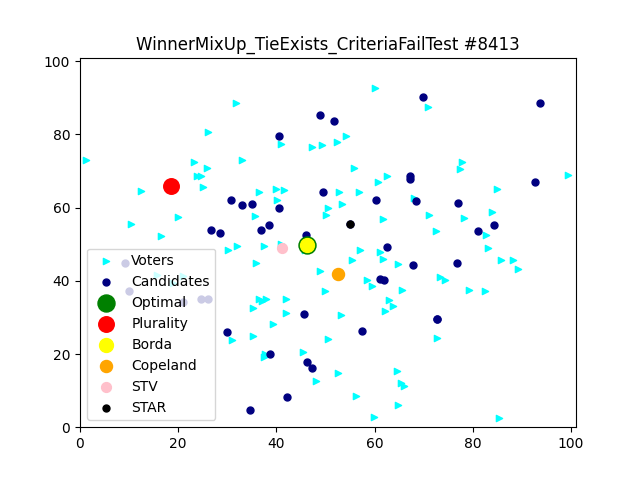 WinnerMixUp_TieExists_CriteriaFailTest #8413
100
80
60
40
20
0
0 20 40 60 80 100
Voters
Candidates
Optimal
Plurality
Borda
Copeland
STV
STAR